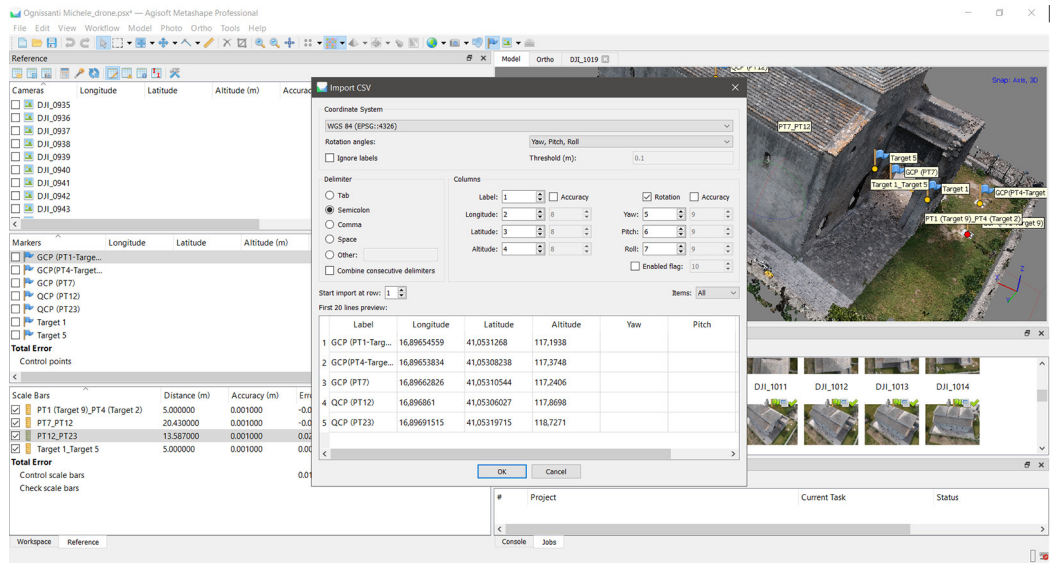 Ognissanti Michele_drone.psx* — Agisoft Metashape Professional
File Edit View Workflow Model Photo Ortho Tools Help
Reference
Cameras Longitude Latitude Altitude (m)
DJI_0935
DJI_0936
DJI_0937
DJI_0938
DJI_0939
DJI_0940
DJI_0941
DJI_0942
DJI_0943
Markers Longitude Latitude Altitude (m)
GCP (PT1-Targe...
GCP(PT4-Target...
GCP (PT7)
QCP (PT12)
QCP (PT23)
Target 1
Target 5
Total Error
Control points
Scale Bars Distance (m) Accuracy (m)
PT1 (Target 9)_PT4 (Target 2) 5.000000 0.001000
PT7_PT12 20.430000 0.001000
PT12_PT23 13.587000 0.001000
Target 1_Target 5 5.000000 0.001000
Total Error
Control scale bars
Check scale bars
Workspace Reference
Import CSV
Coordinate System
WGS 84 (EPSG::4326)
Rotation angles: Yaw, Pitch, Roll
Ignore labels Threshold (m): 0.1
Delimiter
Tab
Semicolon
Comma
Space
Other:
Combine consecutive delimiters
Columns
Label: 1 Accuracy Rotation Accuracy
Longitude: 2 8 Yaw: 5 9
Latitude: 3 8 Pitch: 6 9
Altitude: 4 8 Roll: 7 9
Enabled flag: 10
Start import at row: 1 Items: All
First 20 lines preview:
Label Longitude Latitude Altitude Yaw Pitch
1 GCP (PT1-Targ... 16,89654559 41,0531268 117,1938
2 GCP(PT4-Targe... 16,89653834 41,05308238 117,3748
3 GCP (PT7) 16,89662826 41,05310544 117,2406
4 QCP (PT12) 16,896861 41,05306027 117,8698
5 QCP (PT23) 16,89691515 41,05319715 118,7271
OK Cancel
Model Ortho DJI_1019
Snap: Axis, 3D
PT7_PT12
Target 5
GCP (PT7)
Target 1_Target 5 Target 1
GCP(PT4-Target
PT1 (Target 9)_PT4 (Target 2)
Z
X
Y
DJI_1011 DJI_1012 DJI_1013 DJI_1014
# Project Current Task Status
Console Jobs